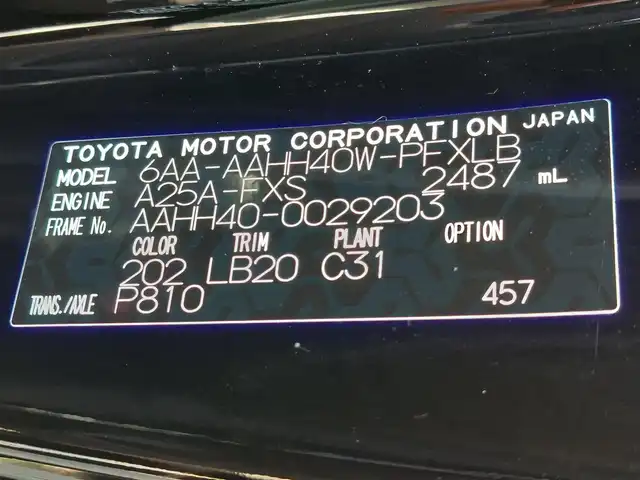 TOYOTA MOTOR CORPORATION JAPAN
MODEL 6AA-AAHH40W-PFXLB
ENGINE A25A-FXS 2487 mL
FRAME No. AAHH40-0029203
COLOR TRIM PLANT OPTION
202 LB20 C31
TRANS./AXLE P810 457